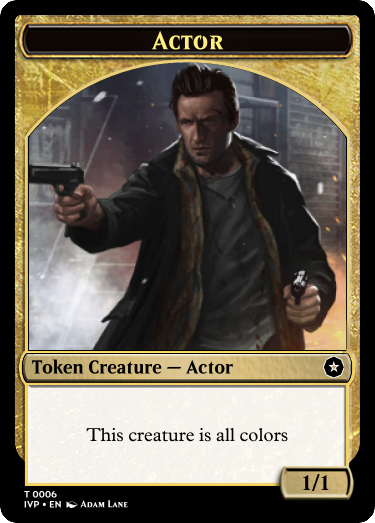 Actor
Token Creature — Actor
This creature is all colors
1/1
T 0006
IVP • EN Adam Lane